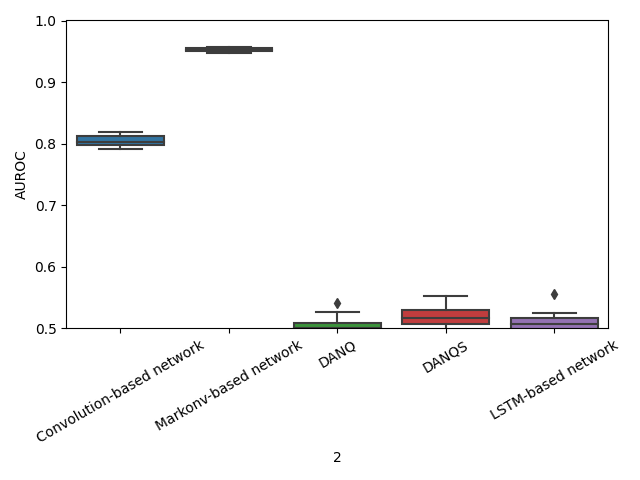 1.0
0.9
0.8
0.7
0.6
0.5
AUROC
Convolution-based network
Markonv-based network
DANQ
DANQS
LSTM-based network
2